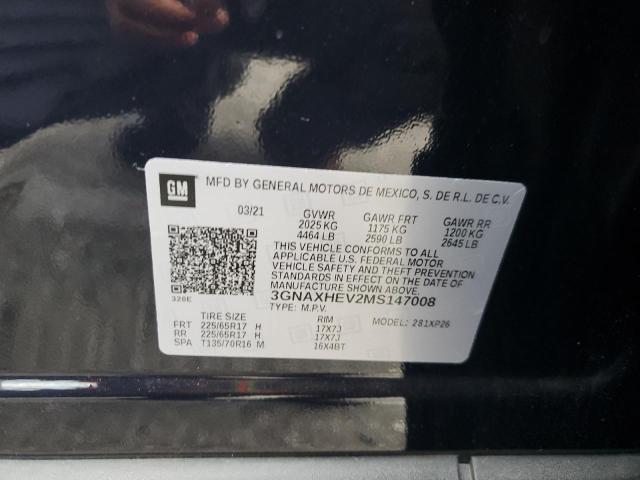 GM MFD BY GENERAL MOTORS DE MEXICO, S. DE R.L. DE C.V.
03/21 GVWR GAWR FRT GAWR RR
2025 KG 1175 KG 1200 KG
4464 LB 2590 LB 2645 LB
THIS VEHICLE CONFORMS TO ALL
APPLICABLE U.S. FEDERAL MOTOR
VEHICLE SAFETY AND THEFT PREVENTION
STANDARDS IN EFFECT ON THE DATE OF
MANUFACTURE SHOWN ABOVE.
320E 3GNAXHEV2MS147008
TYPE: M.P.V.
TIRE SIZE RIM MODEL: 2S1XP26
FRT 225/65R17 H 17X7J
RR 225/65R17 H 17X7J
SPA T135/70R16 M 16X4BT